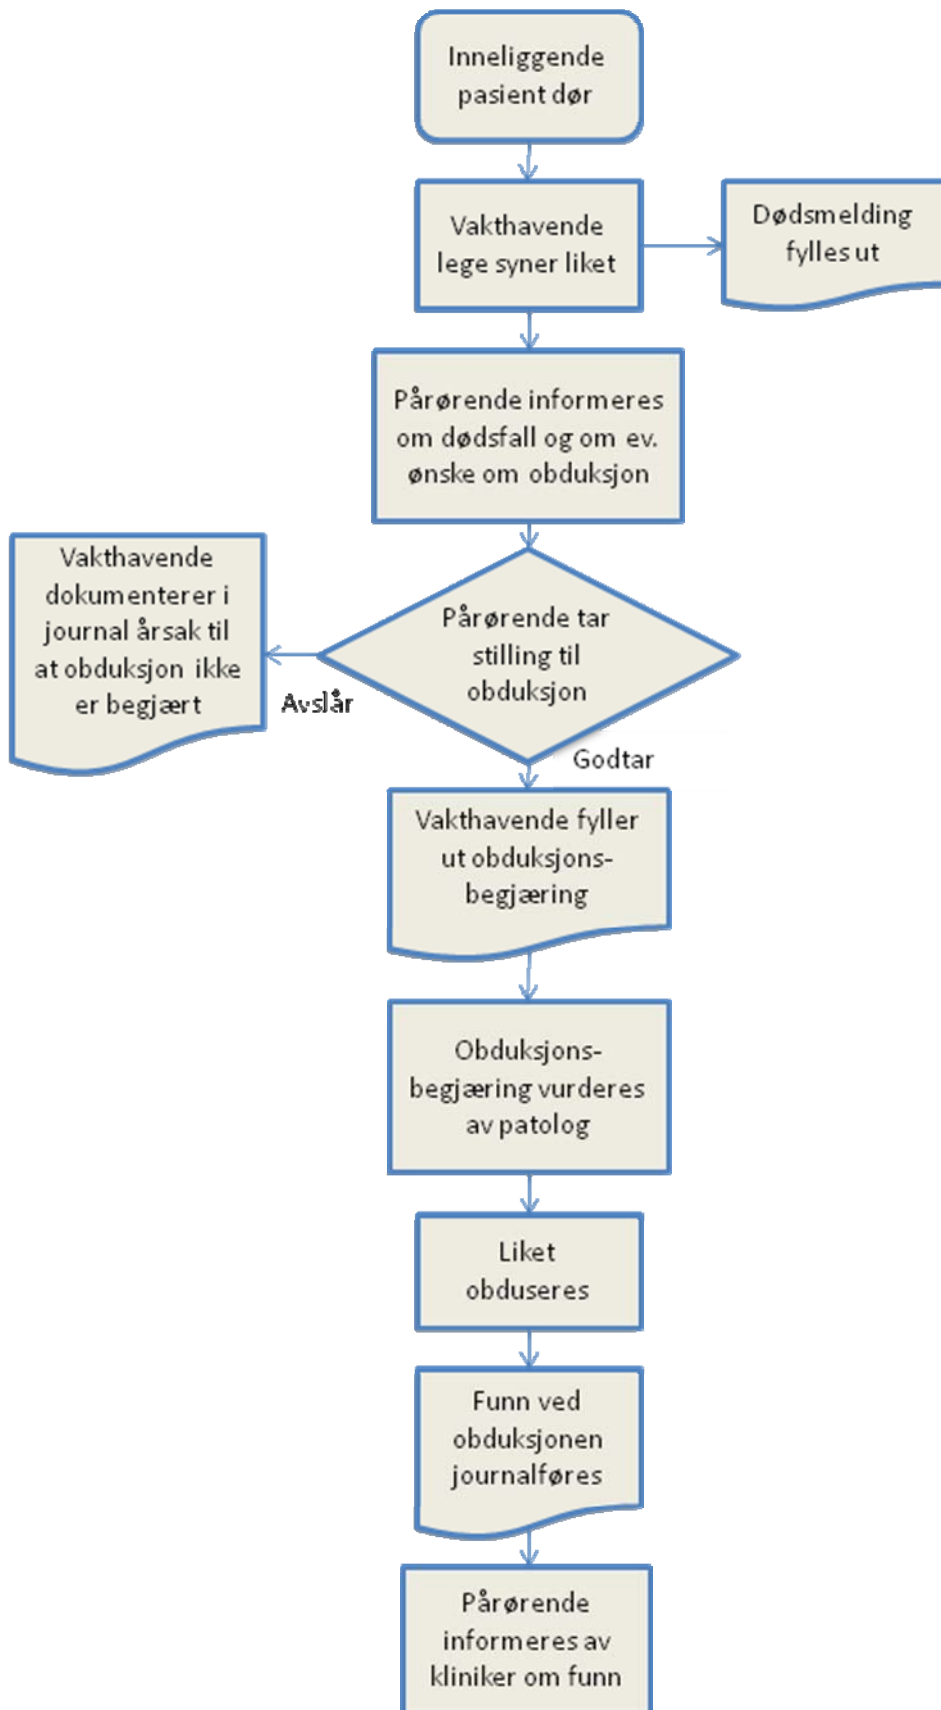 Inneliggende
pasient dør
Vakthavende
lege syner liket
Dødsmelding
fylles ut
Pårørende informeres
om dødsfall og om ev.
ønske om obduksjon
Pårørende tar
stilling til
obduksjon
Vakthavende
dokumenterer i
journal årsak til
at obduksjon ikke
er begjært
Avslår
Godtar
Vakthavende fyller
ut obduksjons-
begjæring
Obduksjons-
begjæring vurderes
av patolog
Liket
obduseres
Funn ved
obduksjonen
journalføres
Pårørende
informeres av
kliniker om funn